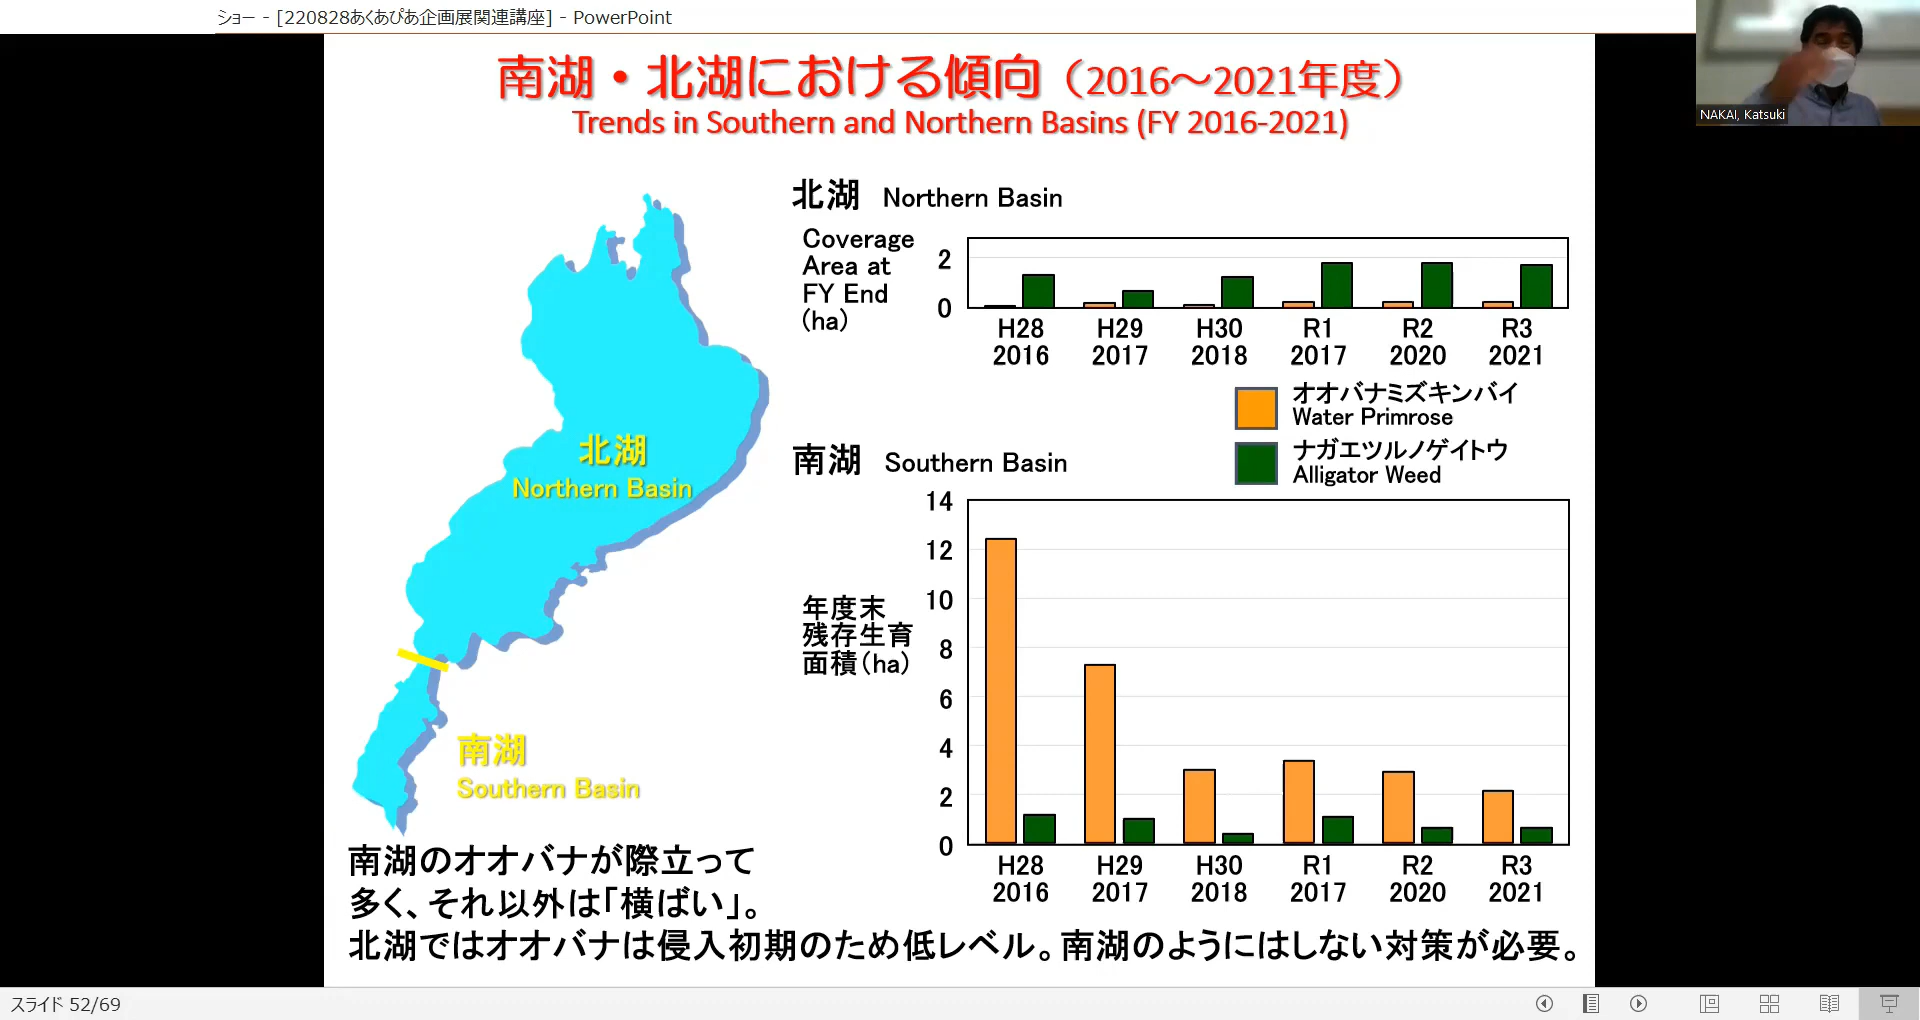 ショー - [220828あくあぴあ企画展関連講座] - PowerPoint
NAKAI, Katsuki
南湖・北湖における傾向（2016～2021年度）
Trends in Southern and Northern Basins (FY 2016-2021)
北湖 Northern Basin
Coverage
Area at
FY End
(ha)
2
0
H28 H29 H30 R1 R2 R3
2016 2017 2018 2017 2020 2021
オオバナミズキンバイ
Water Primrose
ナガエツルノゲイトウ
Alligator Weed
北湖
Northern Basin
南湖
Southern Basin
南湖 Southern Basin
年度末
残存生育
面積（ha）
14
12
10
8
6
4
2
0
H28 H29 H30 R1 R2 R3
2016 2017 2018 2017 2020 2021
南湖のオオバナが際立って
多く、それ以外は「横ばい」。
北湖ではオオバナは侵入初期のため低レベル。南湖のようにはしない対策が必要。
スライド 52/69